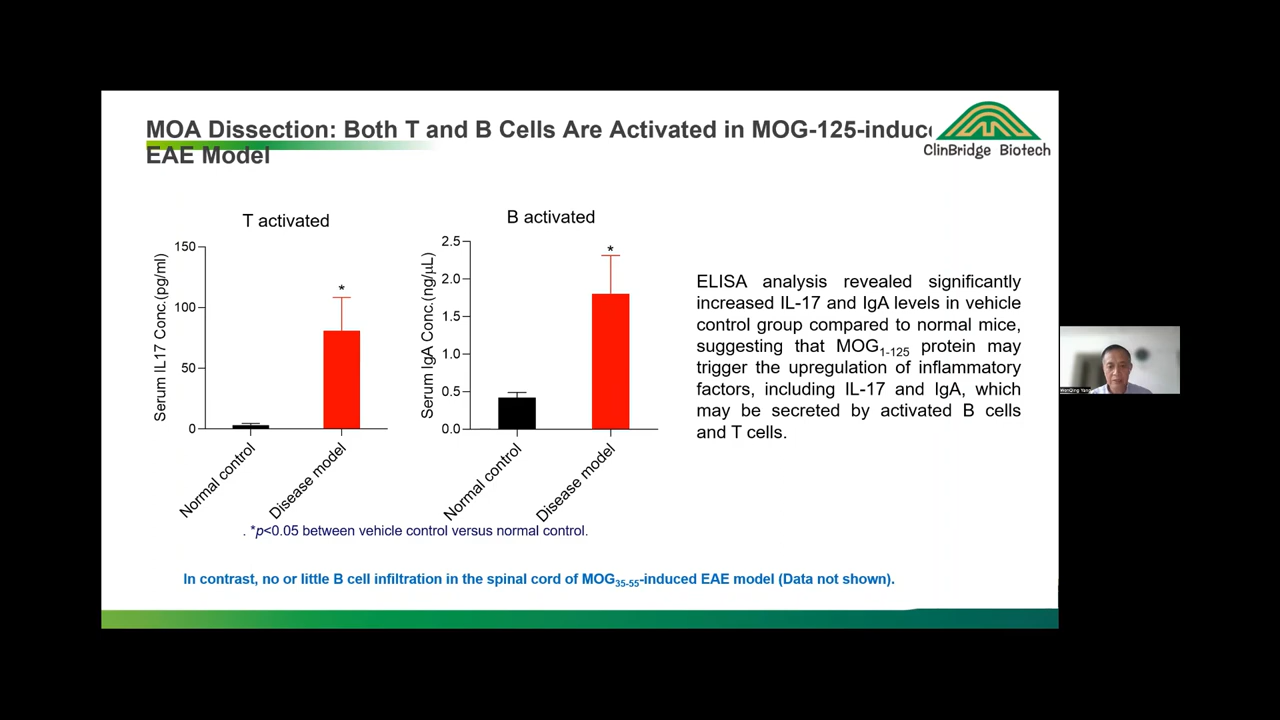 MOA Dissection: Both T and B Cells Are Activated in MOG-125-induc
EAE Model
ClinBridge Biotech
T activated
Serum IL17 Conc.(pg/ml)
150
100
50
0
*
Normal control
Disease model
B activated
Serum IgA Conc.(ng/μL)
2.5
2.0
1.5
1.0
0.5
0.0
*
Normal control
Disease model
. *p<0.05 between vehicle control versus normal control.
ELISA analysis revealed significantly
increased IL-17 and IgA levels in vehicle
control group compared to normal mice,
suggesting that MOG1-125 protein may
trigger the upregulation of inflammatory
factors, including IL-17 and IgA, which
may be secreted by activated B cells
and T cells.
In contrast, no or little B cell infiltration in the spinal cord of MOG35-55-induced EAE model (Data not shown).